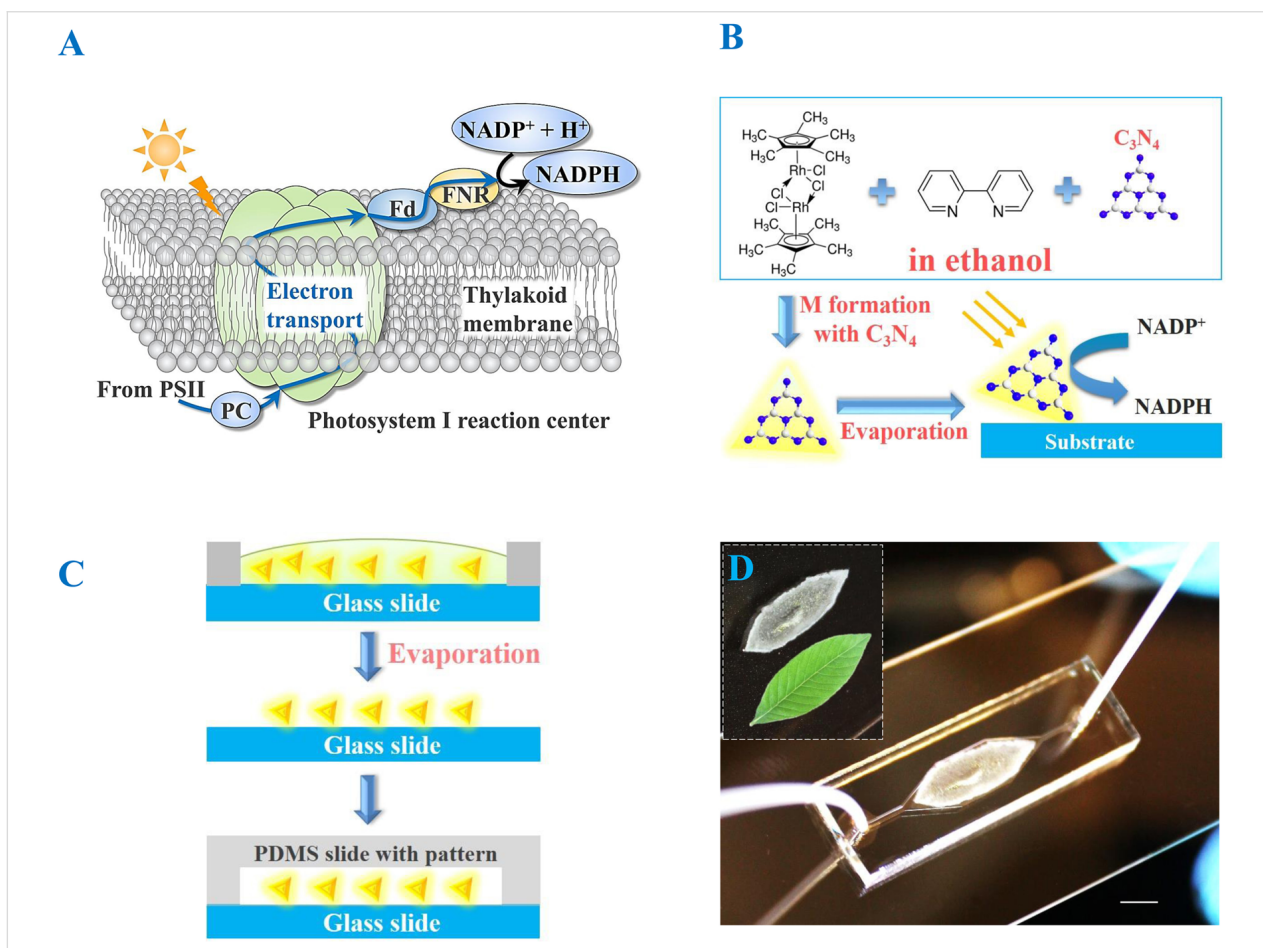 A
NADP⁺ + H⁺
NADPH
FNR
Fd
Electron
transport
Thylakoid
membrane
From PSII
PC
Photosystem I reaction center
B
CH₃
H₃C
CH₃
H₃C
CH₃
Rh
Cl
Cl
Cl
Cl
Rh
H₃C
CH₃
H₃C
CH₃
H₃C
N
N
C₃N₄
in ethanol
M formation
with C₃N₄
NADP⁺
NADPH
Evaporation
Substrate
C
Glass slide
Evaporation
Glass slide
PDMS slide with pattern
Glass slide
D